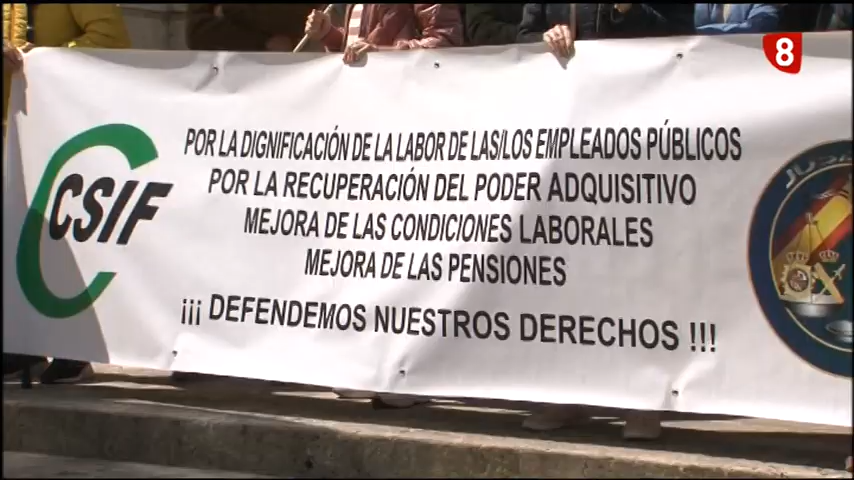 8
CSIF
POR LA DIGNIFICACIÓN DE LA LABOR DE LAS/LOS EMPLEADOS PÚBLICOS
POR LA RECUPERACIÓN DEL PODER ADQUISITIVO
MEJORA DE LAS CONDICIONES LABORALES
MEJORA DE LAS PENSIONES
¡¡¡ DEFENDEMOS NUESTROS DERECHOS !!!